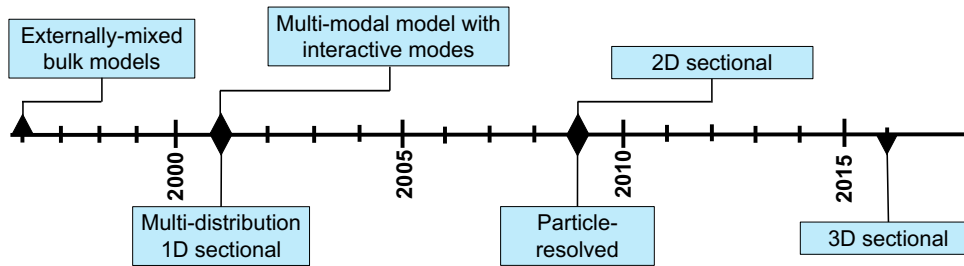 Externally-mixed
bulk models
Multi-modal model with
interactive modes
2D sectional
2000
2005
2010
2015
Multi-distribution
1D sectional
Particle-
resolved
3D sectional